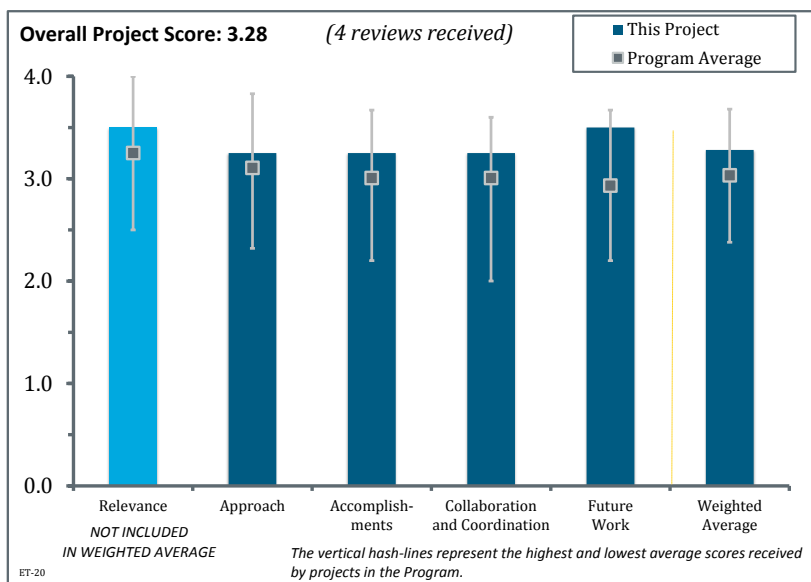 Overall Project Score: 3.28 (4 reviews received)
This Project
Program Average
4.0
3.0
2.0
1.0
0.0
Relevance
Approach
Accomplish-
ments
Collaboration
and Coordination
Future
Work
Weighted
Average
NOT INCLUDED
IN WEIGHTED AVERAGE
The vertical hash-lines represent the highest and lowest average scores received
by projects in the Program.
ET-20